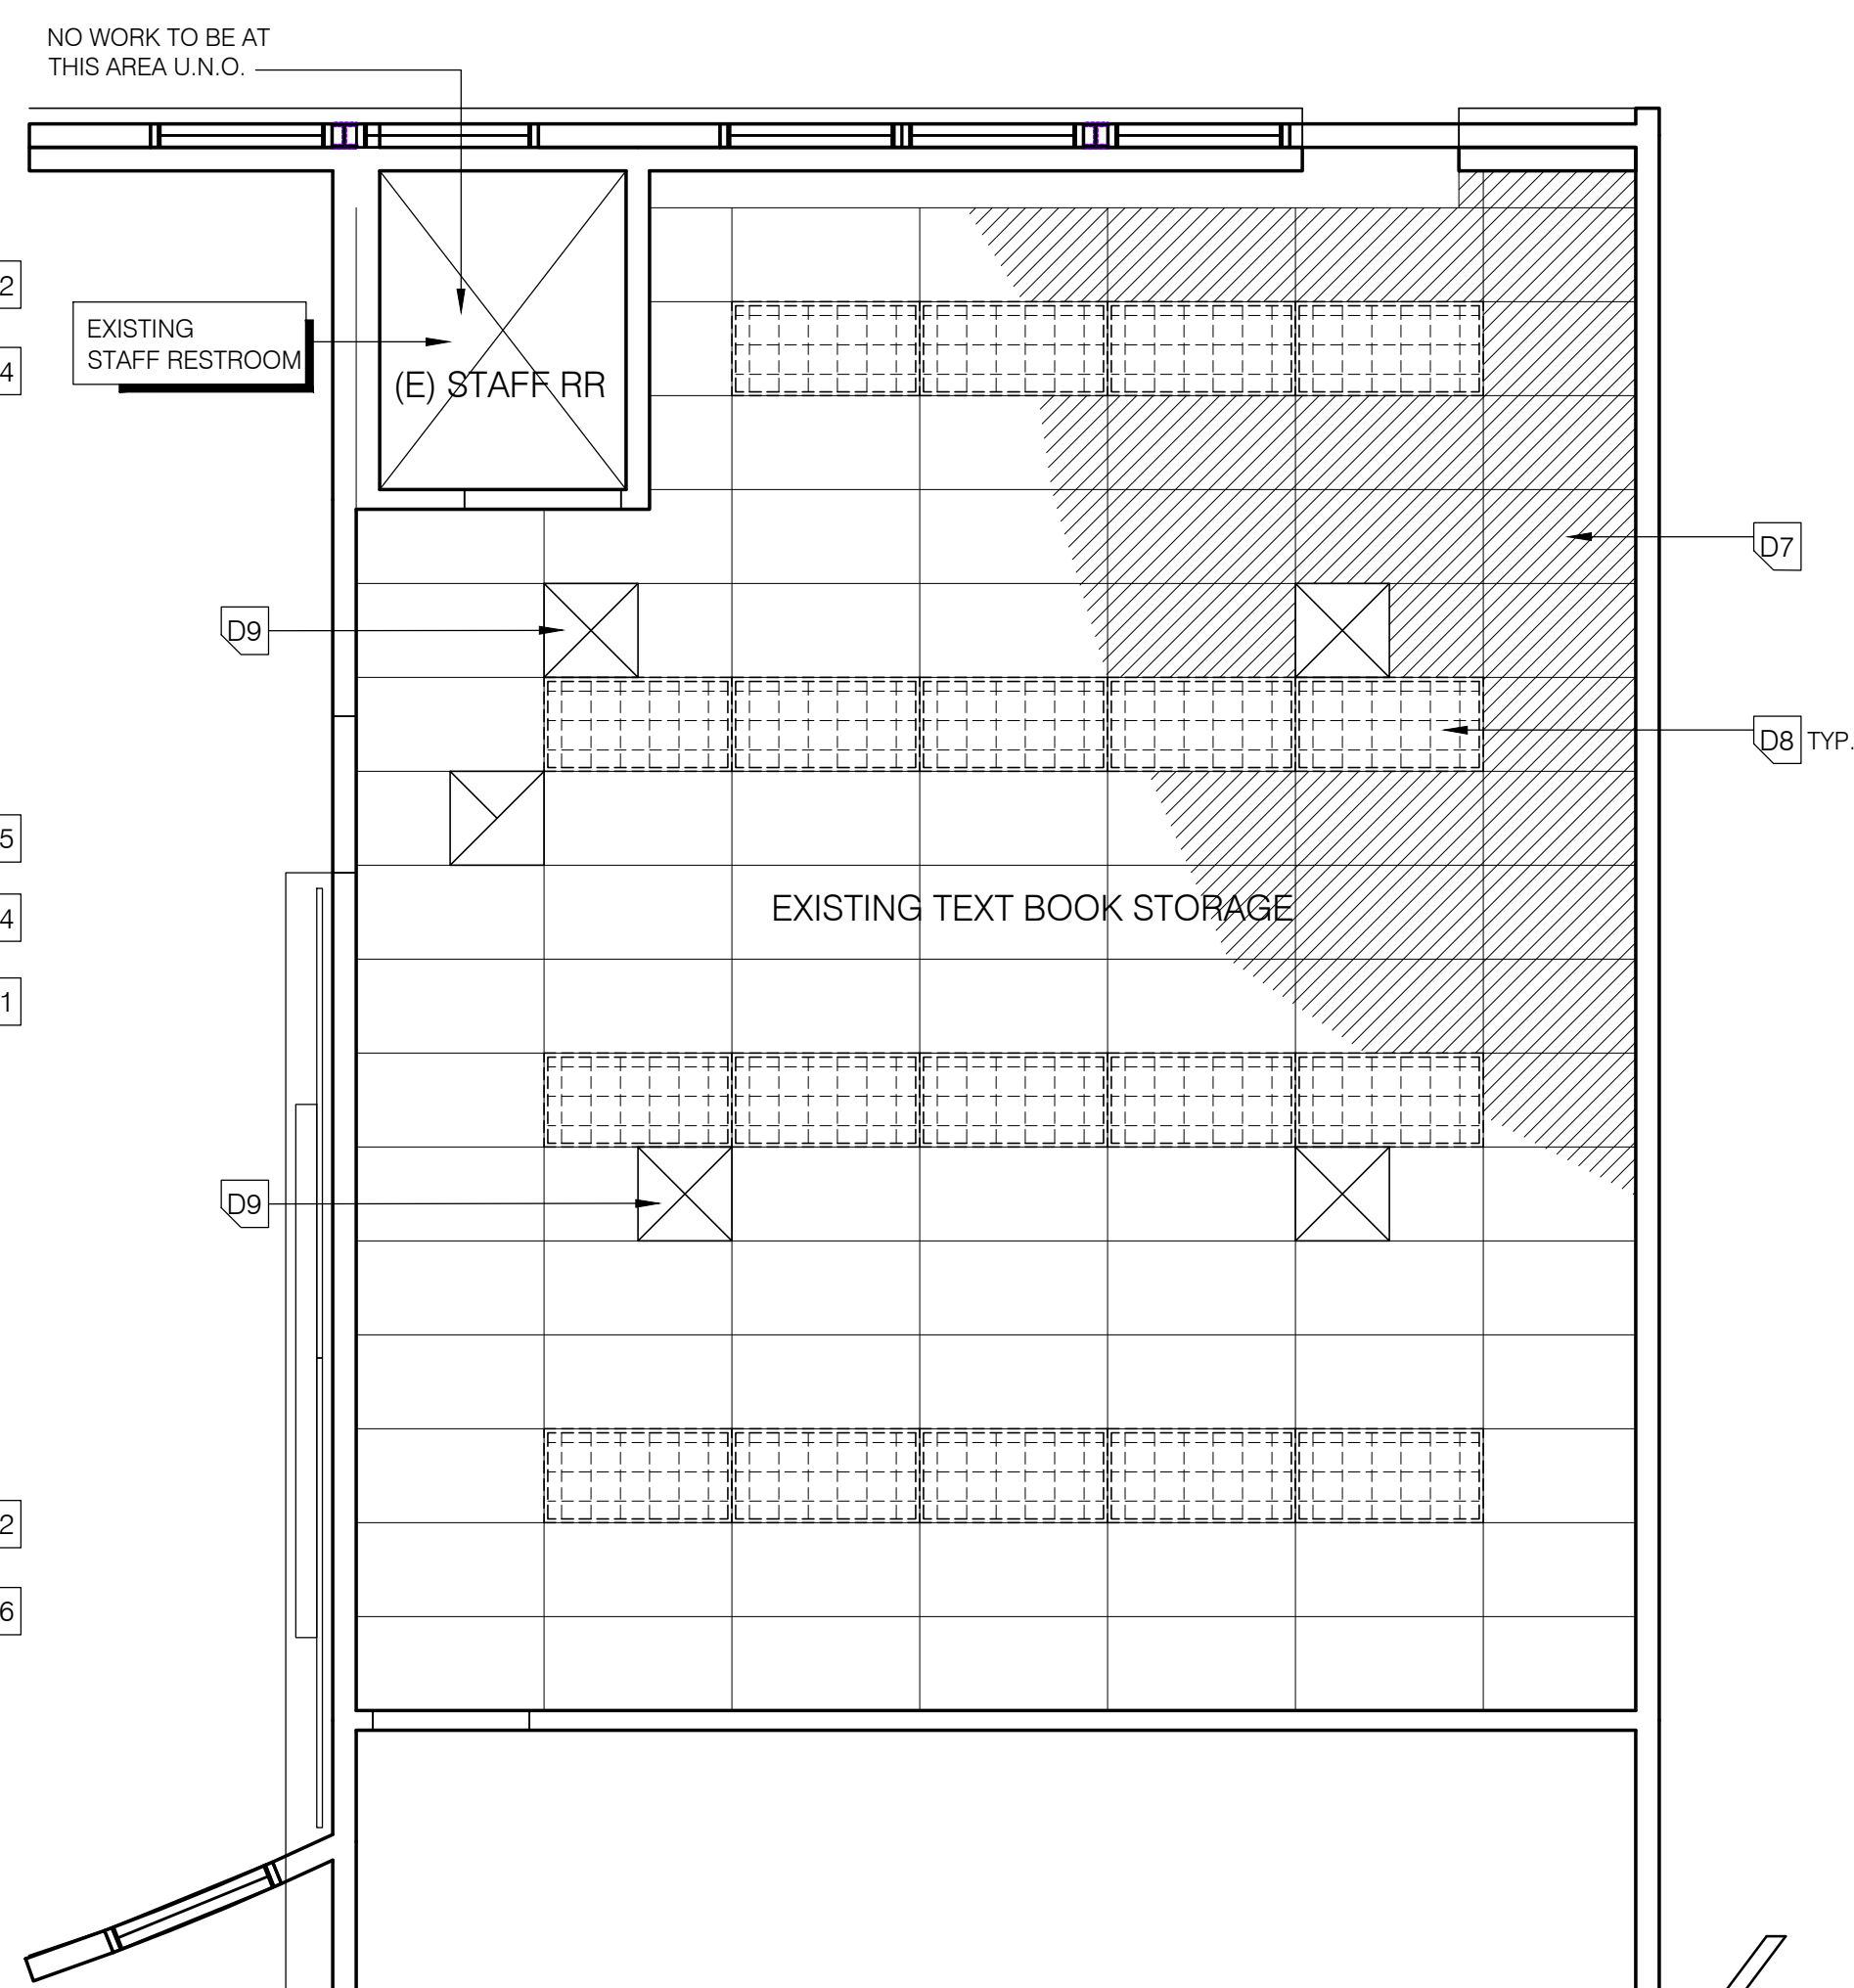 NO WORK TO BE AT
THIS AREA U.N.O.
2
EXISTING
STAFF RESTROOM
4
(E) STAFF RR
D7
D9
D8 TYP.
5
EXISTING TEXT BOOK STORAGE
4
1
D9
2
6